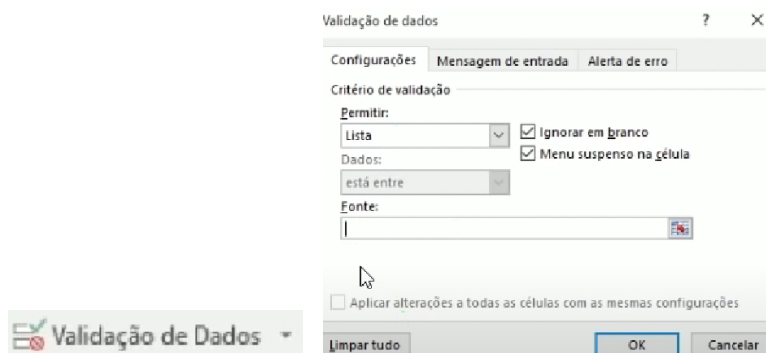 Validação de dados ? ×
Configurações Mensagem de entrada Alerta de erro
Critério de validação
Permitir:
Lista
Ignorar em branco
Menu suspenso na célula
Dados:
está entre
Fonte:
Aplicar alterações a todas as células com as mesmas configurações
Limpar tudo OK Cancelar
Validação de Dados